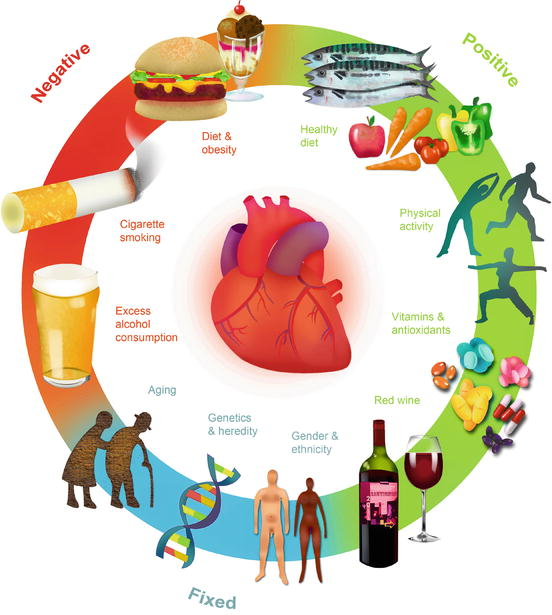 Negative
Positive
Diet &
obesity
Healthy
diet
Cigarette
smoking
Physical
activity
Excess
alcohol
consumption
Vitamins &
antioxidants
Aging
Red wine
Genetics
& heredity
Gender &
ethnicity
Fixed